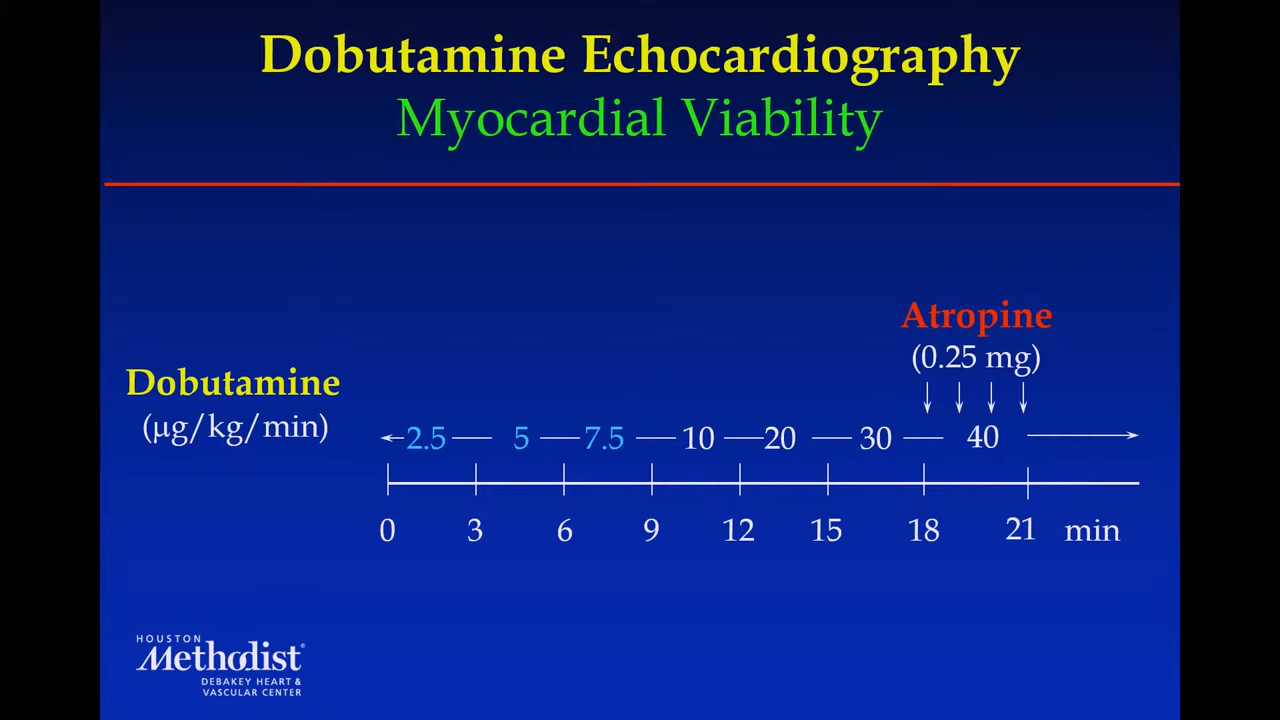 Dobutamine Echocardiography
Myocardial Viability
Atropine
(0.25 mg)
Dobutamine
(µg/kg/min)
2.5 5 7.5 10 20 30 40
0 3 6 9 12 15 18 21 min
HOUSTON
Methodist
DEBAKEY HEART &
VASCULAR CENTER